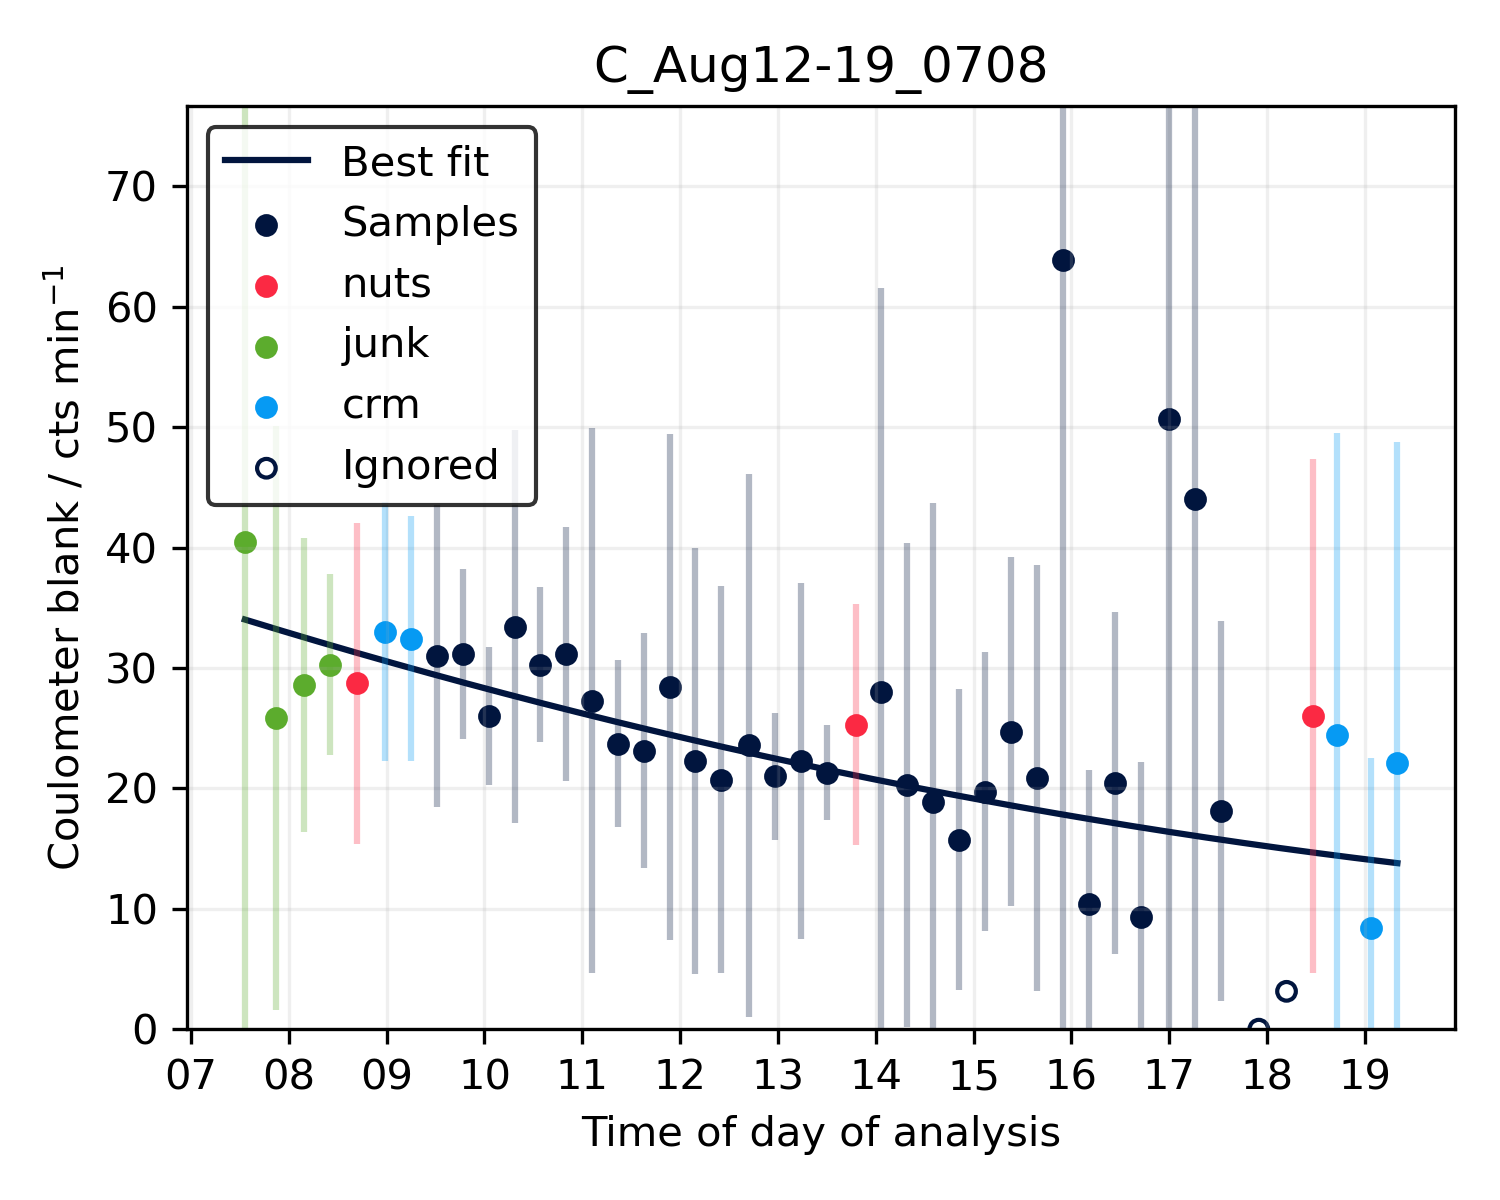 C_Aug12-19_0708
Coulometer blank / cts min⁻¹
70
60
50
40
30
20
10
0
Best fit
Samples
nuts
junk
crm
Ignored
07 08 09 10 11 12 13 14 15 16 17 18 19
Time of day of analysis